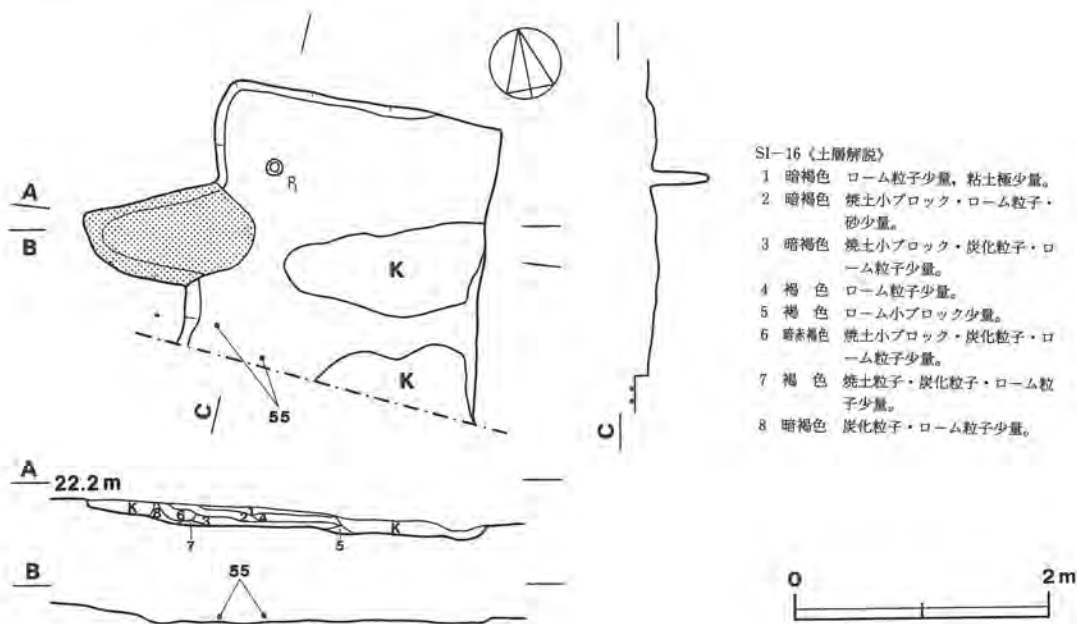 A
B
P₁
K
K
55
C
C
SI-16《土層解説》
1 暗褐色 ローム粒子少量,粘土極少量。
2 暗褐色 焼土小ブロック・ローム粒子・
砂少量。
3 暗褐色 焼土小ブロック・炭化粒子・ロ
ーム粒子少量。
4 褐色 ローム粒子少量。
5 褐色 ローム小ブロック少量。
6 暗赤褐色 焼土小ブロック・炭化粒子・ロ
ーム粒子少量。
7 褐色 焼土粒子・炭化粒子・ローム粒
子少量。
8 暗褐色 炭化粒子・ローム粒子少量。
A 22.2m
K 8 6 3 2 4 1 K
7 5
B 55
0 2m